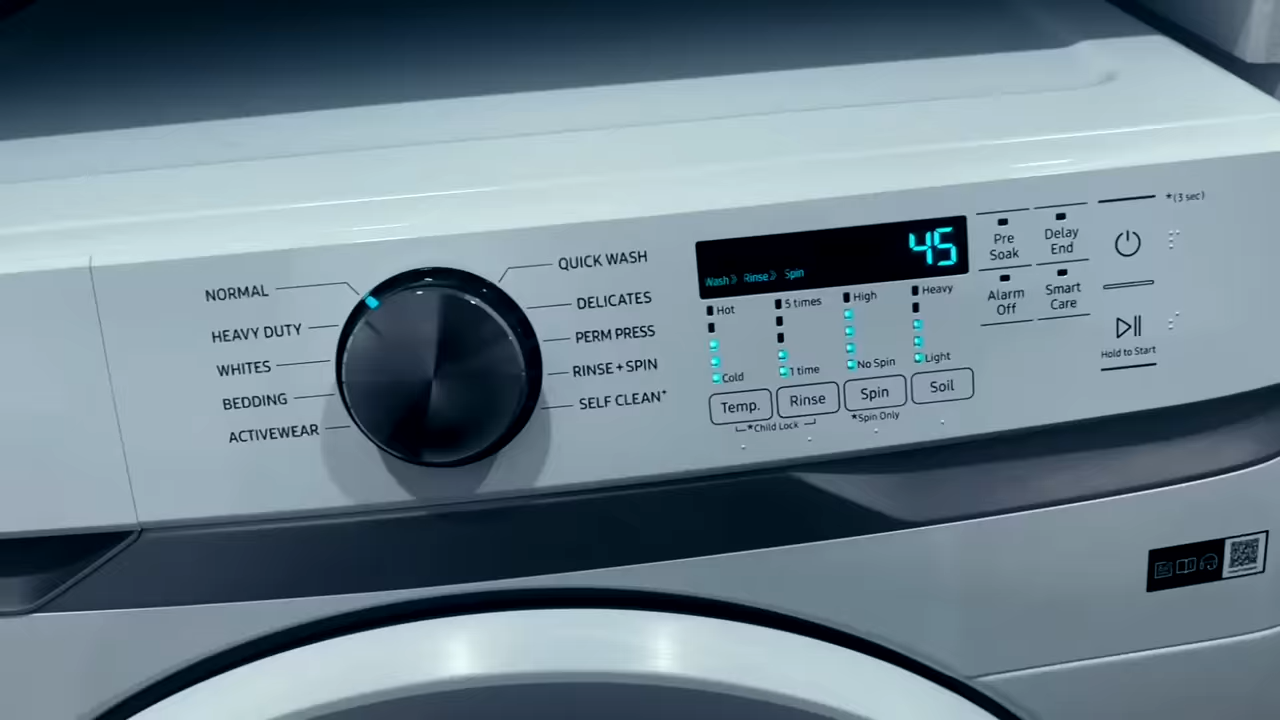 NORMAL
HEAVY DUTY
WHITES
BEDDING
ACTIVEWEAR
QUICK WASH
DELICATES
PERM PRESS
RINSE + SPIN
SELF CLEAN*
45
Wash》 Rinse》 Spin
Hot
Cold
5 times
1 time
High
No Spin
Heavy
Light
Temp.
Rinse
Spin
Soil
*Child Lock
*Spin Only
Pre
Soak
Delay
End
Alarm
Off
Smart
Care
*(3 sec)
Hold to Start